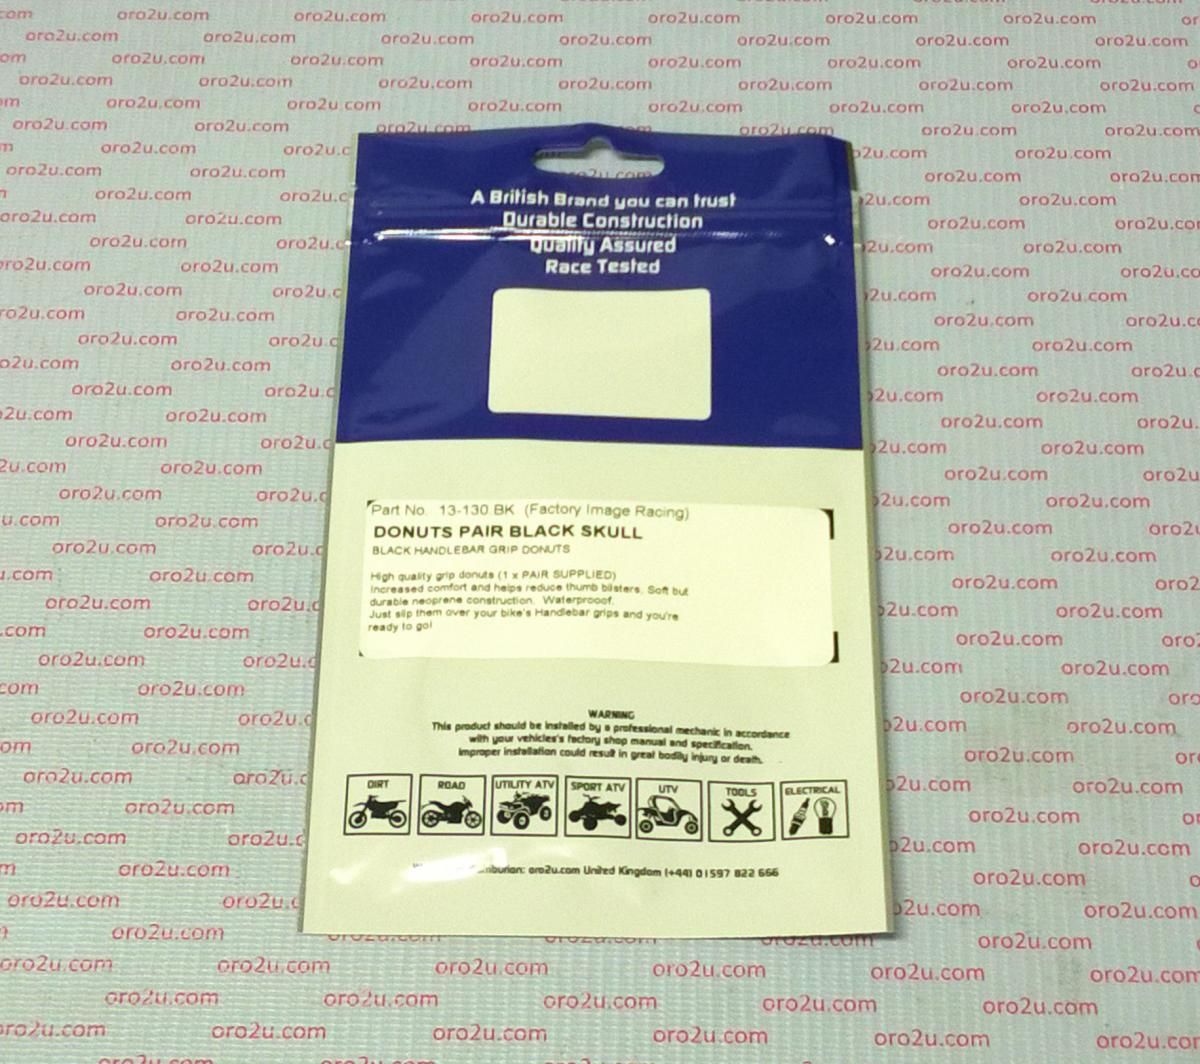 A British Brand you can trust
Durable Construction
Quality Assured
Race Tested
Part No. 13-130 BK (Factory Image Racing)
DONUTS PAIR BLACK SKULL
BLACK HANDLEBAR GRIP DONUTS
High quality grip donuts (1 x PAIR SUPPLIED)
Increased comfort and helps reduce thumb blisters. Soft but
durable neoprene construction. Waterprooof.
Just slip them over your bike's Handlebar grips and you're
ready to go!
WARNING
This product should be installed by a professional mechanic in accordance
with your vehicles's factory shop manual and specification.
Improper installation could result in great bodily injury or death.
DIRT ROAD UTILITY ATV SPORT ATV UTV TOOLS ELECTRICAL
oro2u.com United Kingdom (+44) 01597 822 666
oro2u.com